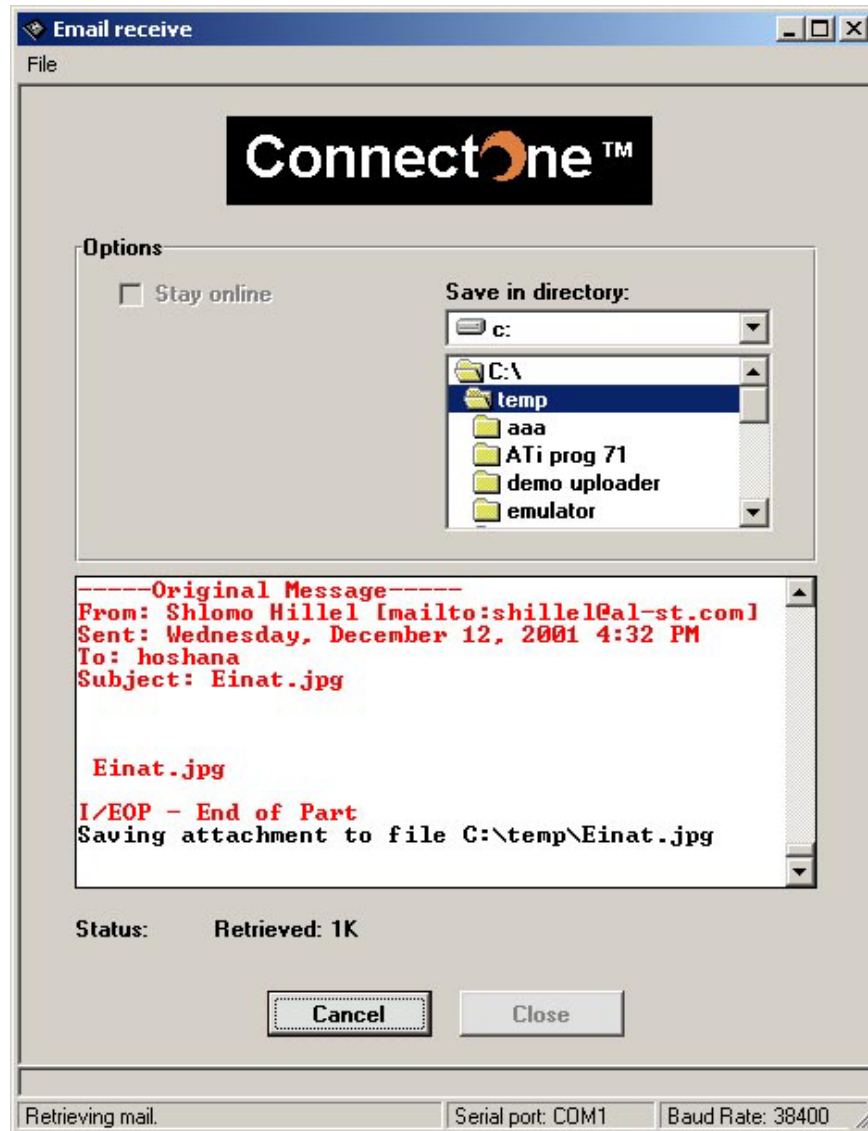 Email receive
File
ConnectOne™
Options
Stay online
Save in directory:
c:
C:\
temp
aaa
ATi prog 71
demo uploader
emulator
-----Original Message-----
From: Shlomo Hillel [mailto:shillel@al-st.com]
Sent: Wednesday, December 12, 2001 4:32 PM
To: hoshana
Subject: Einat.jpg
Einat.jpg
I/EOP - End of Part
Saving attachment to file C:\temp\Einat.jpg
Status: Retrieved: 1K
Cancel Close
Retrieving mail. Serial port: COM1 Baud Rate: 38400